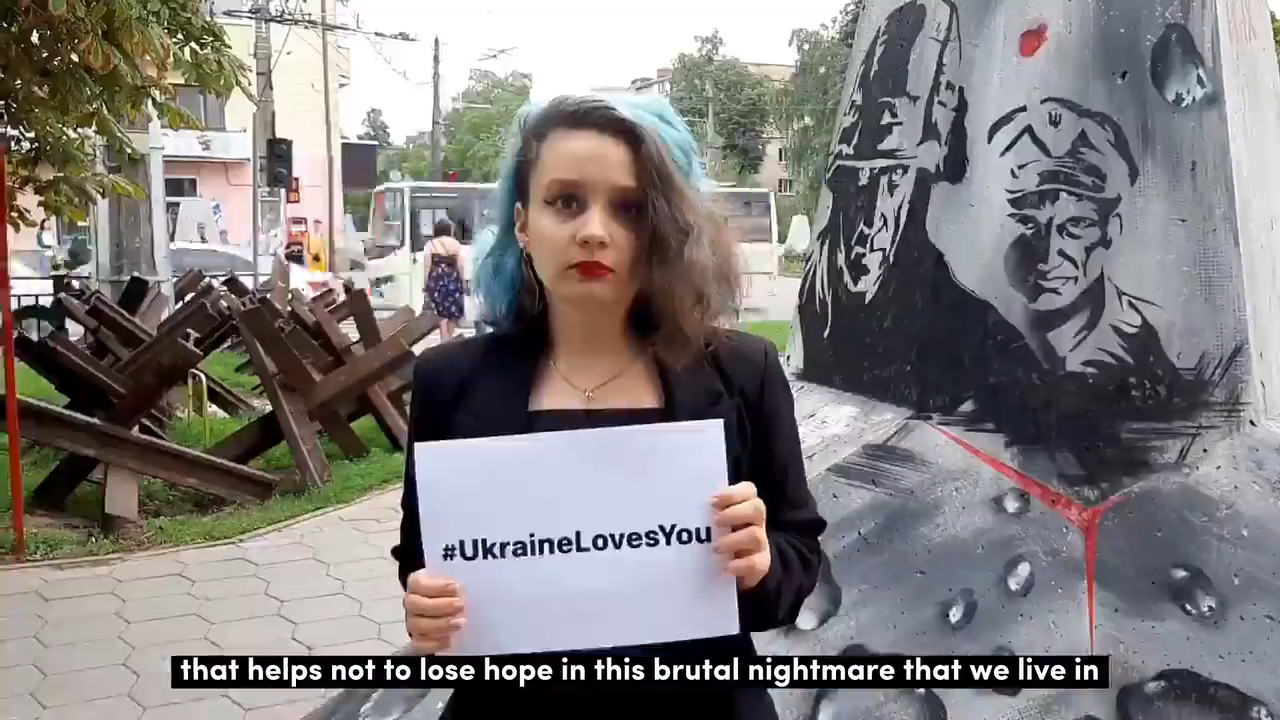 #UkraineLovesYou
that helps not to lose hope in this brutal nightmare that we live in